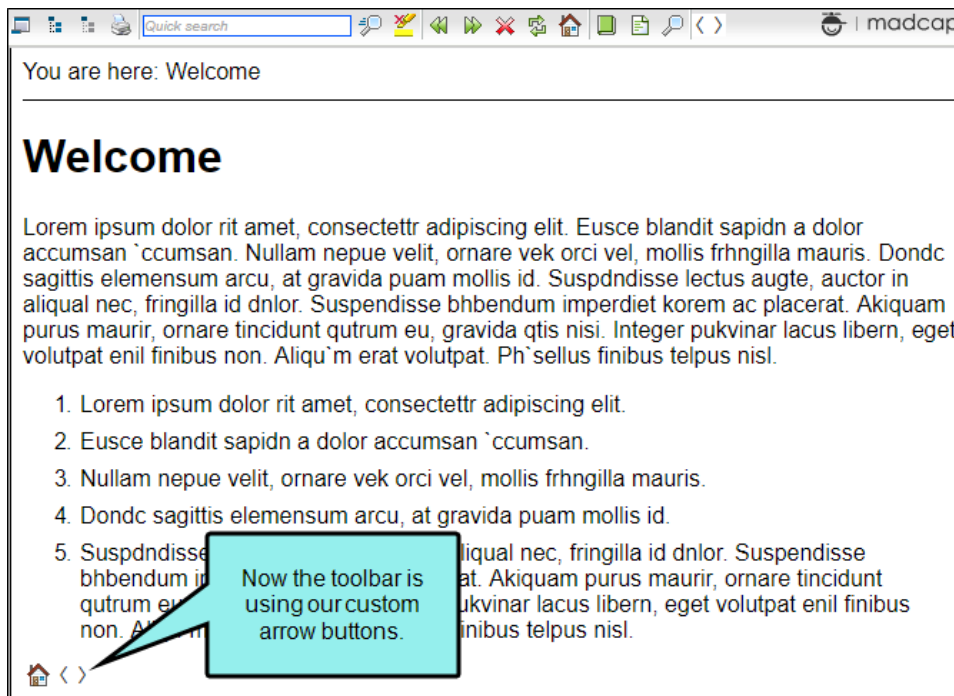 Quick search
madcap
You are here: Welcome
Welcome
Lorem ipsum dolor rit amet, consectettr adipiscing elit. Eusce blandit sapidn a dolor
accumsan `ccumsan. Nullam nepue velit, ornare vek orci vel, mollis frhngilla mauris. Dondc
sagittis elemensum arcu, at gravida puam mollis id. Suspdndisse lectus augte, auctor in
aliqual nec, fringilla id dnlor. Suspendisse bhbendum imperdiet korem ac placerat. Akiquam
purus maurir, ornare tincidunt qutrum eu, gravida qtis nisi. Integer pukvinar lacus libern, eget
volutpat enil finibus non. Aliqu`m erat volutpat. Ph`sellus finibus telpus nisl.
1. Lorem ipsum dolor rit amet, consectettr adipiscing elit.
2. Eusce blandit sapidn a dolor accumsan `ccumsan.
3. Nullam nepue velit, ornare vek orci vel, mollis frhngilla mauris.
4. Dondc sagittis elemensum arcu, at gravida puam mollis id.
5. Suspdndisse liqual nec, fringilla id dnlor. Suspendisse
bhbendum at. Akiquam purus maurir, ornare tincidunt
qutrum ukvinar lacus libern, eget volutpat enil finibus
non. inibus telpus nisl.
Now the toolbar is
using our custom
arrow buttons.